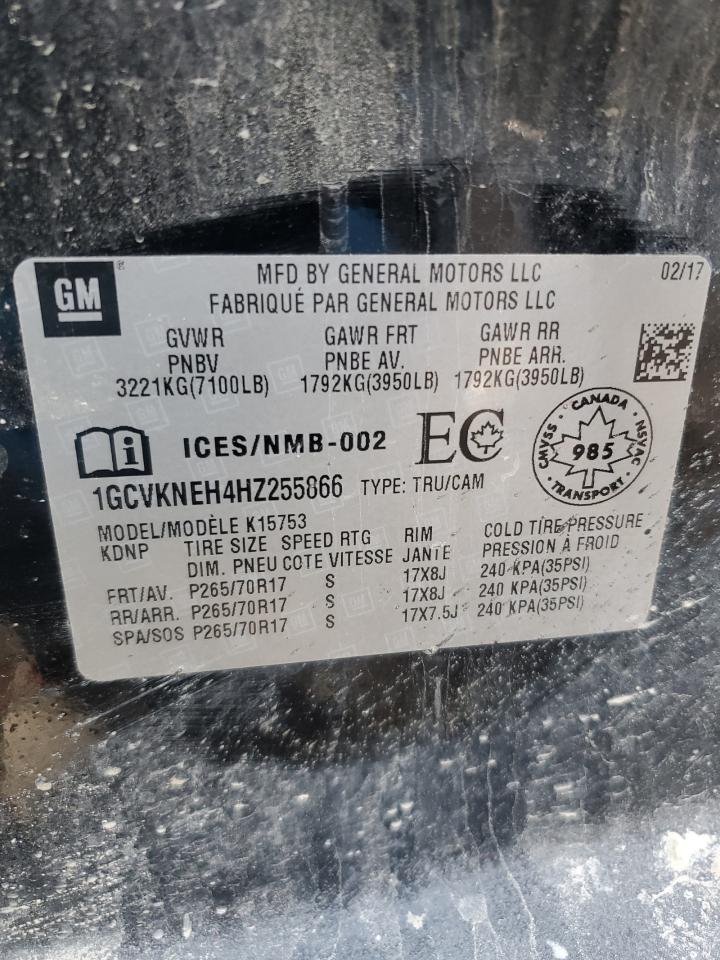 GM
MFD BY GENERAL MOTORS LLC 02/17
FABRIQUÉ PAR GENERAL MOTORS LLC
GVWR GAWR FRT GAWR RR
PNBV PNBE AV. PNBE ARR.
3221KG(7100LB) 1792KG(3950LB) 1792KG(3950LB)
ICES/NMB-002 EC
CANADA CMVSS NSVAC 985 TRANSPORT
1GCVKNEH4HZ255866 TYPE: TRU/CAM
MODEL/MODÈLE K15753
KDNP TIRE SIZE SPEED RTG RIM COLD TIRE PRESSURE
DIM. PNEU COTE VITESSE JANTE PRESSION À FROID
FRT/AV. P265/70R17 S 17X8J 240 KPA(35PSI)
RR/ARR. P265/70R17 S 17X8J 240 KPA(35PSI)
SPA/SOS P265/70R17 S 17X7.5J 240 KPA(35PSI)